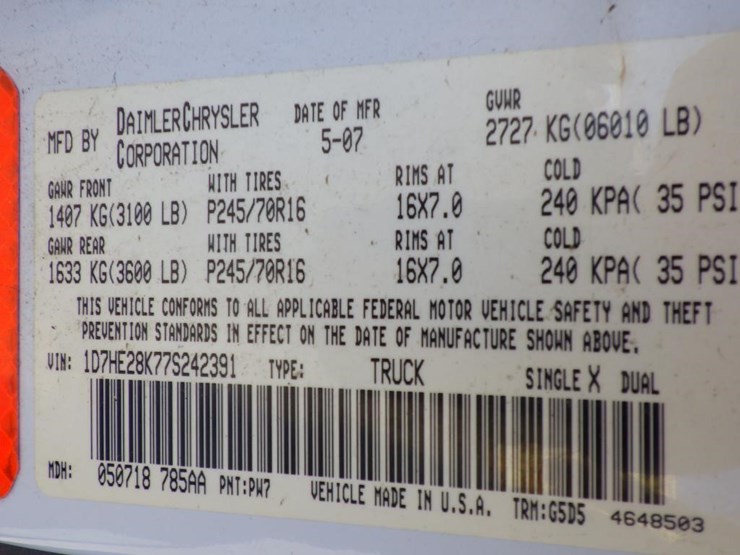 MFD BY DAIMLERCHRYSLER CORPORATION DATE OF MFR 5-07 GVWR 2727 KG(06010 LB)
GAWR FRONT WITH TIRES RIMS AT COLD
1407 KG(3100 LB) P245/70R16 16X7.0 240 KPA( 35 PSI
GAWR REAR WITH TIRES RIMS AT COLD
1633 KG(3600 LB) P245/70R16 16X7.0 240 KPA( 35 PSI
THIS VEHICLE CONFORMS TO ALL APPLICABLE FEDERAL MOTOR VEHICLE SAFETY AND THEFT
PREVENTION STANDARDS IN EFFECT ON THE DATE OF MANUFACTURE SHOWN ABOVE.
VIN: 1D7HE28K77S242391 TYPE: TRUCK SINGLE X DUAL
MDH: 050718 785AA PNT:PW7 VEHICLE MADE IN U.S.A. TRM:G5D5 4648503